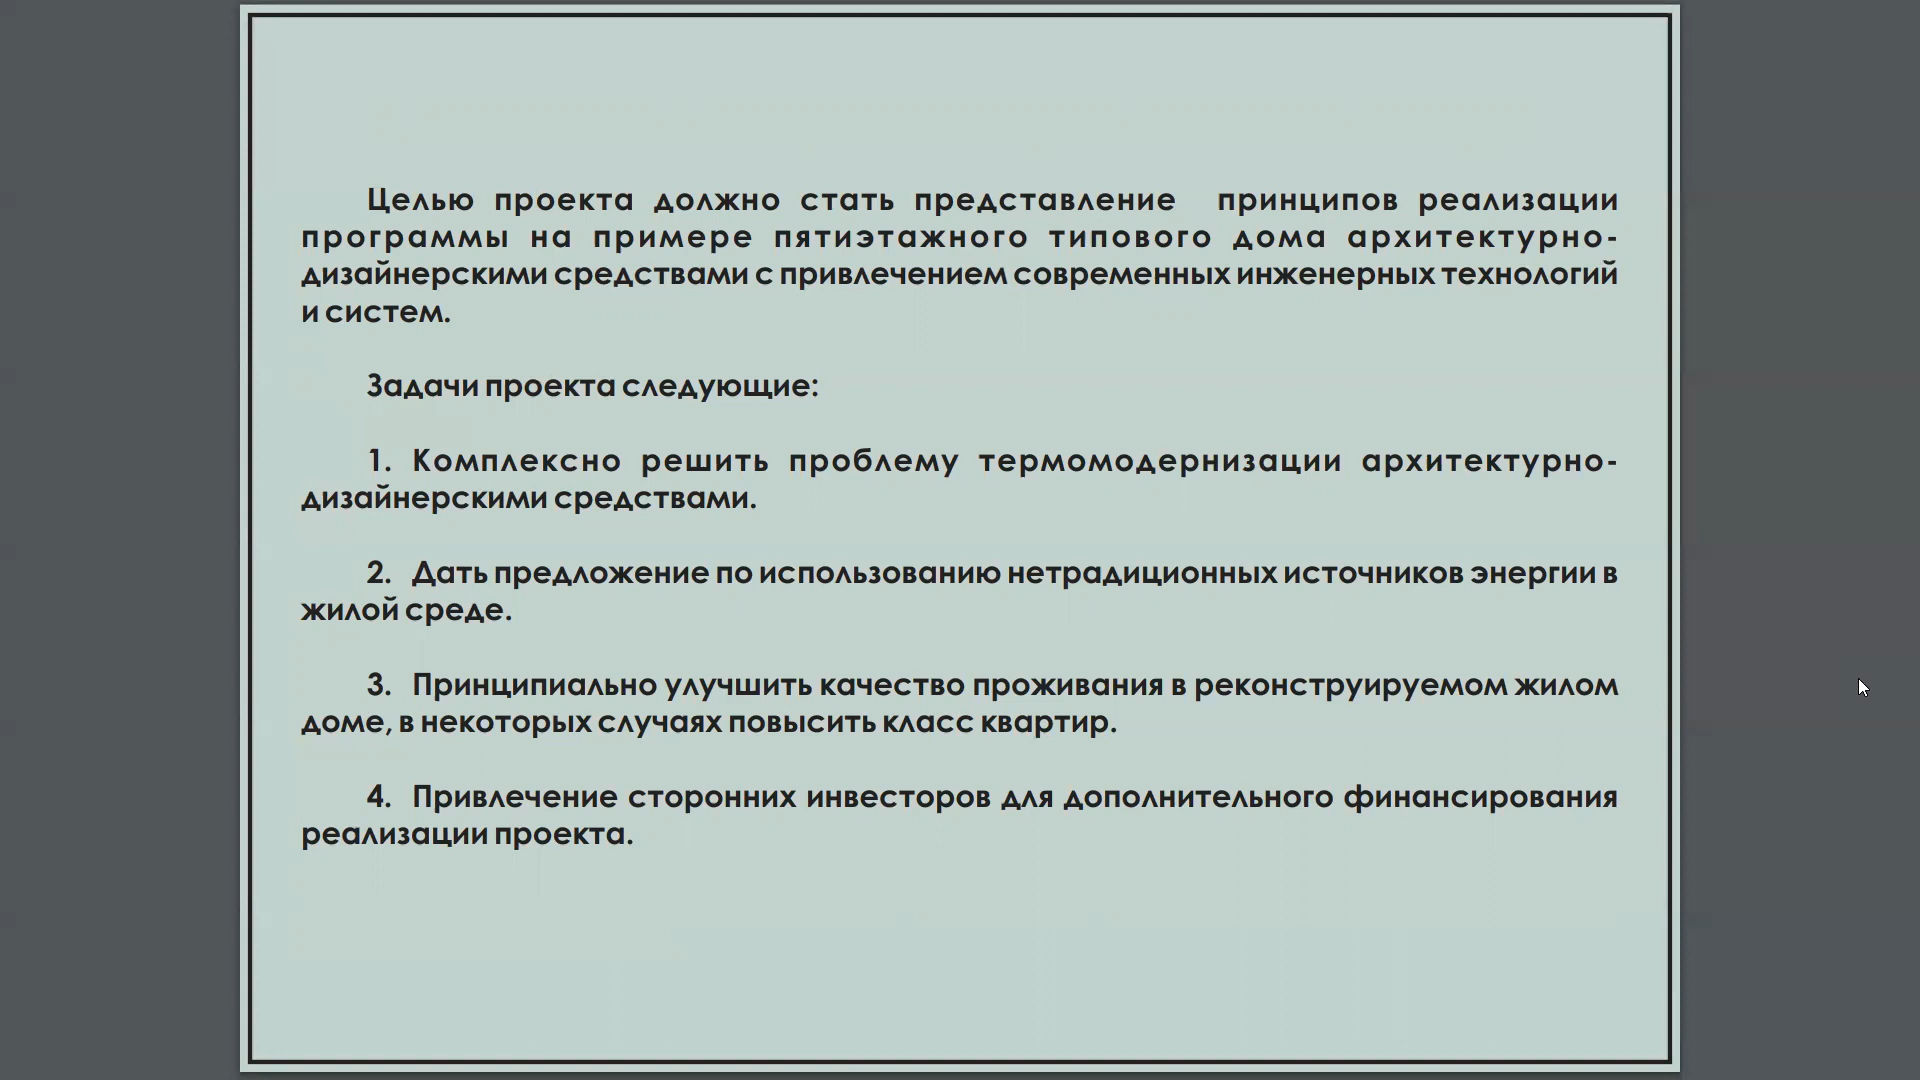 Целью проекта должно стать представление принципов реализации
программы на примере пятиэтажного типового дома архитектурно-
дизайнерскими средствами с привлечением современных инженерных технологий
и систем.
Задачи проекта следующие:
1. Комплексно решить проблему термомодернизации архитектурно-
дизайнерскими средствами.
2. Дать предложение по использованию нетрадиционных источников энергии в
жилой среде.
3. Принципиально улучшить качество проживания в реконструируемом жилом
доме, в некоторых случаях повысить класс квартир.
4. Привлечение сторонних инвесторов для дополнительного финансирования
реализации проекта.